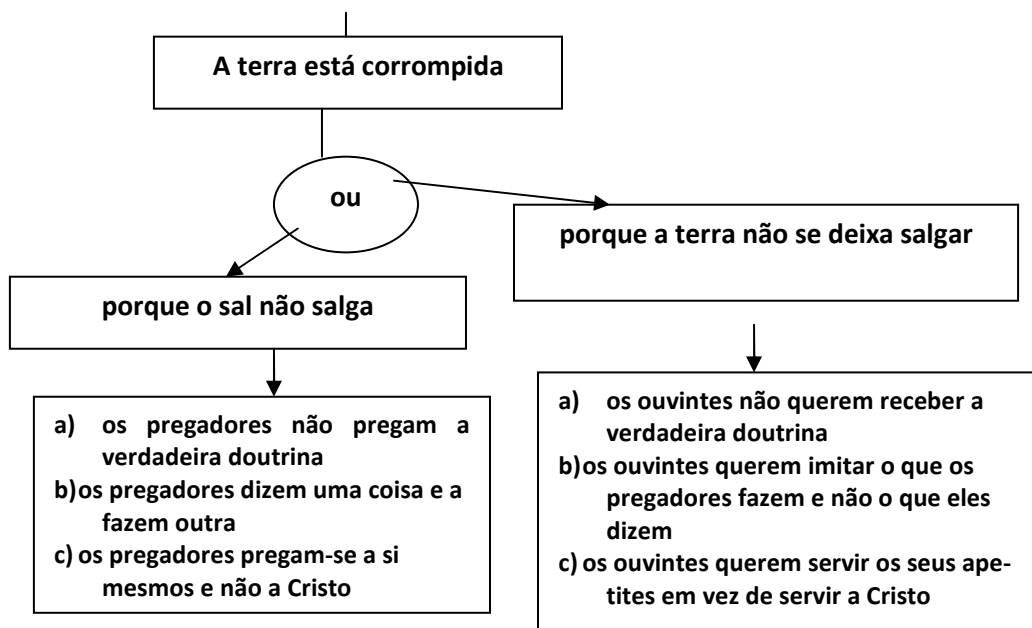 A terra está corrompida
ou
porque a terra não se deixa salgar
porque o sal não salga
a) os pregadores não pregam a
verdadeira doutrina
b) os pregadores dizem uma coisa e a
fazem outra
c) os pregadores pregam-se a si
mesmos e não a Cristo
a) os ouvintes não querem receber a
verdadeira doutrina
b) os ouvintes querem imitar o que os
pregadores fazem e não o que eles
dizem
c) os ouvintes querem servir os seus ape-
tites em vez de servir a Cristo